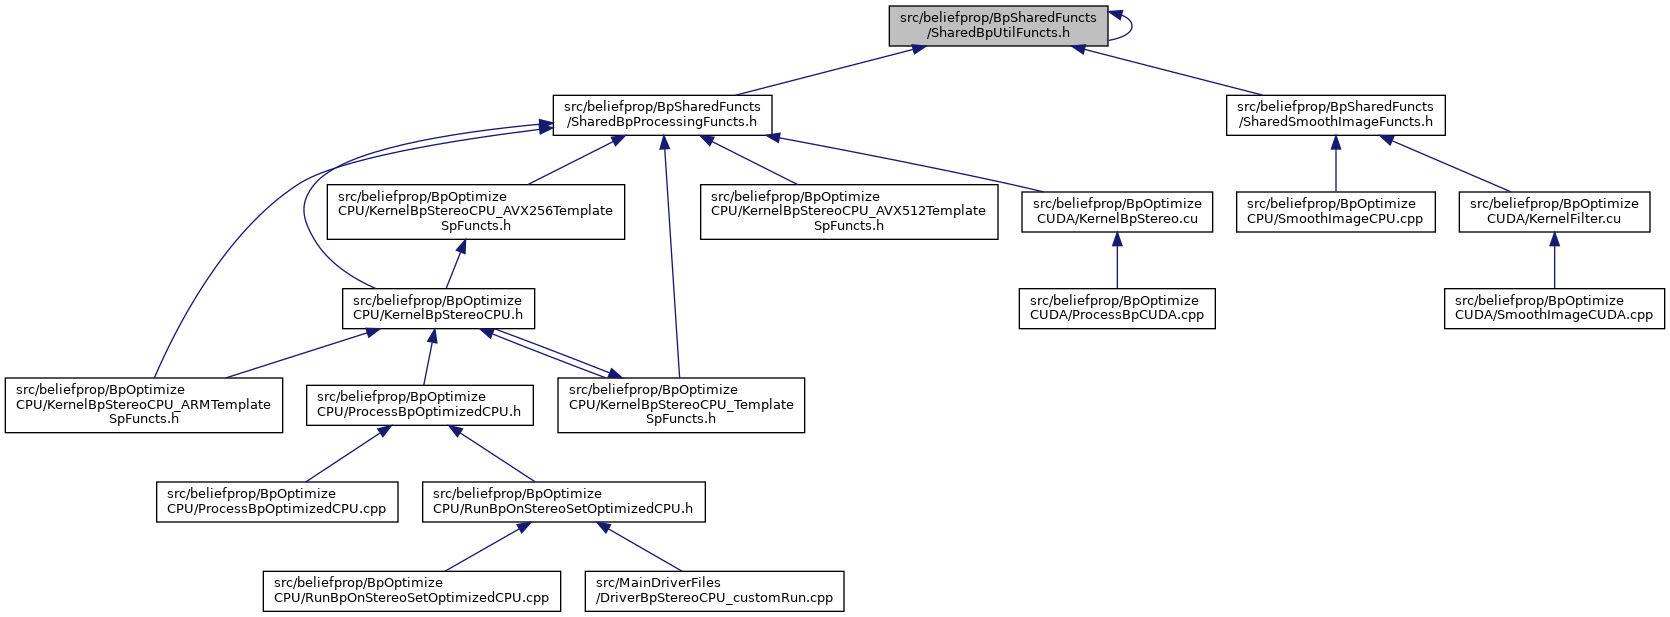 src/beliefprop/BpSharedFuncts
/SharedBpUtilFuncts.h
src/beliefprop/BpSharedFuncts
/SharedBpProcessingFuncts.h
src/beliefprop/BpSharedFuncts
/SharedSmoothImageFuncts.h
src/beliefprop/BpOptimize
CPU/KernelBpStereoCPU_AVX256Template
SpFuncts.h
src/beliefprop/BpOptimize
CPU/KernelBpStereoCPU_AVX512Template
SpFuncts.h
src/beliefprop/BpOptimize
CUDA/KernelBpStereo.cu
src/beliefprop/BpOptimize
CPU/SmoothImageCPU.cpp
src/beliefprop/BpOptimize
CUDA/KernelFilter.cu
src/beliefprop/BpOptimize
CPU/KernelBpStereoCPU.h
src/beliefprop/BpOptimize
CUDA/ProcessBpCUDA.cpp
src/beliefprop/BpOptimize
CUDA/SmoothImageCUDA.cpp
src/beliefprop/BpOptimize
CPU/KernelBpStereoCPU_ARMTemplate
SpFuncts.h
src/beliefprop/BpOptimize
CPU/ProcessBpOptimizedCPU.h
src/beliefprop/BpOptimize
CPU/KernelBpStereoCPU_Template
SpFuncts.h
src/beliefprop/BpOptimize
CPU/ProcessBpOptimizedCPU.cpp
src/beliefprop/BpOptimize
CPU/RunBpOnStereoSetOptimizedCPU.h
src/beliefprop/BpOptimize
CPU/RunBpOnStereoSetOptimizedCPU.cpp
src/MainDriverFiles
/DriverBpStereoCPU_customRun.cpp